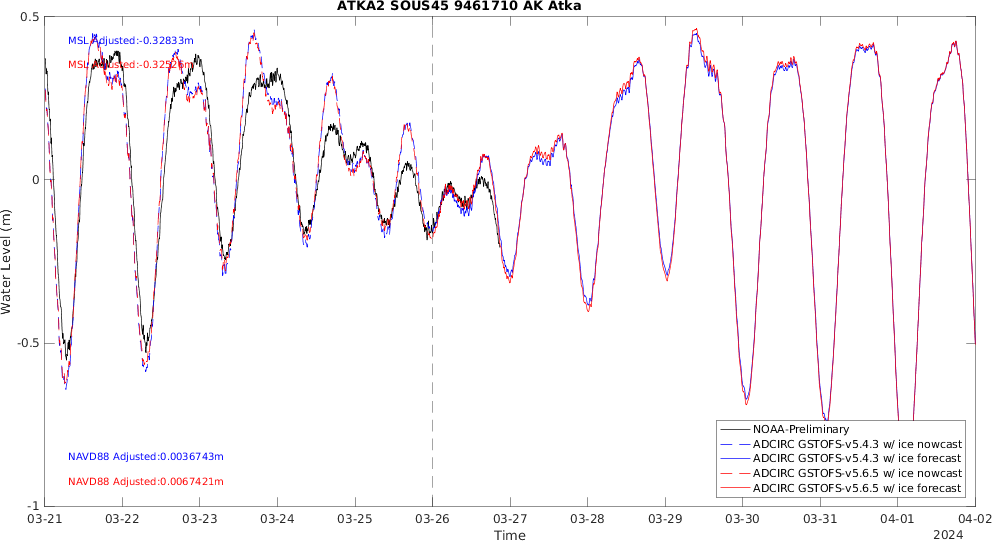 ATKA2 SOUS45 9461710 AK Atka
0.5
MSL Adjusted:-0.32833m
MSL Adjusted:-0.32526m
0
Water Level (m)
-0.5
NOAA-Preliminary
ADCIRC GSTOFS-v5.4.3 w/ ice nowcast
NAVD88 Adjusted:0.0036743m
ADCIRC GSTOFS-v5.4.3 w/ ice forecast
ADCIRC GSTOFS-v5.6.5 w/ ice nowcast
NAVD88 Adjusted:0.0067421m
ADCIRC GSTOFS-v5.6.5 w/ ice forecast
-1
03-21 03-22 03-23 03-24 03-25 03-26 03-27 03-28 03-29 03-30 03-31 04-01 04-02
Time
2024